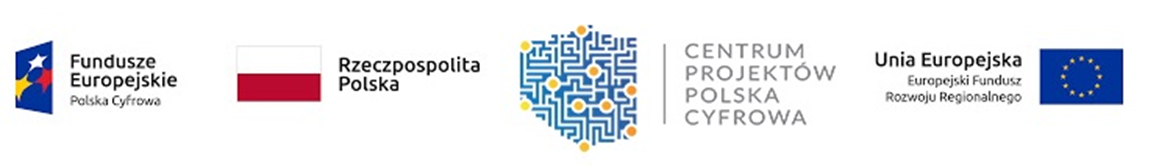 Fundusze
Europejskie
Polska Cyfrowa
Rzeczpospolita
Polska
CENTRUM
PROJEKTÓW
POLSKA
CYFROWA
Unia Europejska
Europejski Fundusz
Rozwoju Regionalnego